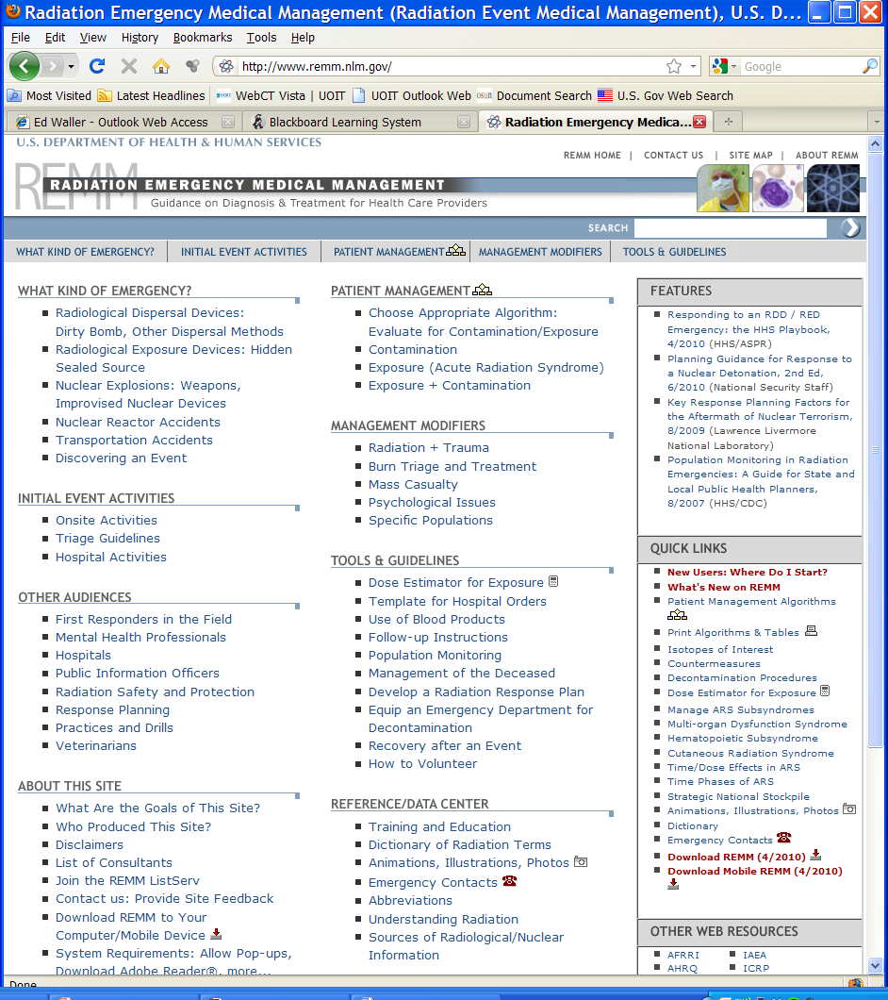 Radiation Emergency Medical Management (Radiation Event Medical Management), U.S. D...
File Edit View History Bookmarks Tools Help
http://www.remm.nlm.gov/
Google
Most Visited Latest Headlines WebCT Vista | UOIT UOIT Outlook Web Document Search U.S. Gov Web Search
Ed Waller - Outlook Web Access Blackboard Learning System Radiation Emergency Medica...
U.S. DEPARTMENT OF HEALTH & HUMAN SERVICES
REMM HOME | CONTACT US | SITE MAP | ABOUT REMM
REMM
RADIATION EMERGENCY MEDICAL MANAGEMENT
Guidance on Diagnosis & Treatment for Health Care Providers
SEARCH
WHAT KIND OF EMERGENCY? INITIAL EVENT ACTIVITIES PATIENT MANAGEMENT MANAGEMENT MODIFIERS TOOLS & GUIDELINES
WHAT KIND OF EMERGENCY?
Radiological Dispersal Devices:
Dirty Bomb, Other Dispersal Methods
Radiological Exposure Devices: Hidden
Sealed Source
Nuclear Explosions: Weapons,
Improvised Nuclear Devices
Nuclear Reactor Accidents
Transportation Accidents
Discovering an Event
INITIAL EVENT ACTIVITIES
Onsite Activities
Triage Guidelines
Hospital Activities
OTHER AUDIENCES
First Responders in the Field
Mental Health Professionals
Hospitals
Public Information Officers
Radiation Safety and Protection
Response Planning
Practices and Drills
Veterinarians
ABOUT THIS SITE
What Are the Goals of This Site?
Who Produced This Site?
Disclaimers
List of Consultants
Join the REMM ListServ
Contact us: Provide Site Feedback
Download REMM to Your
Computer/Mobile Device
System Requirements: Allow Pop-ups,
Download Adobe Reader®, more...
PATIENT MANAGEMENT
Choose Appropriate Algorithm:
Evaluate for Contamination/Exposure
Contamination
Exposure (Acute Radiation Syndrome)
Exposure + Contamination
MANAGEMENT MODIFIERS
Radiation + Trauma
Burn Triage and Treatment
Mass Casualty
Psychological Issues
Specific Populations
TOOLS & GUIDELINES
Dose Estimator for Exposure
Template for Hospital Orders
Use of Blood Products
Follow-up Instructions
Population Monitoring
Management of the Deceased
Develop a Radiation Response Plan
Equip an Emergency Department for
Decontamination
Recovery after an Event
How to Volunteer
REFERENCE/DATA CENTER
Training and Education
Dictionary of Radiation Terms
Animations, Illustrations, Photos
Emergency Contacts
Abbreviations
Understanding Radiation
Sources of Radiological/Nuclear
Information
FEATURES
Responding to an RDD / RED
Emergency: the HHS Playbook,
4/2010 (HHS/ASPR)
Planning Guidance for Response to
a Nuclear Detonation, 2nd Ed,
6/2010 (National Security Staff)
Key Response Planning Factors for
the Aftermath of Nuclear Terrorism,
8/2009 (Lawrence Livermore
National Laboratory)
Population Monitoring in Radiation
Emergencies: A Guide for State and
Local Public Health Planners,
8/2007 (HHS/CDC)
QUICK LINKS
New Users: Where Do I Start?
What's New on REMM
Patient Management Algorithms
Print Algorithms & Tables
Isotopes of Interest
Countermeasures
Decontamination Procedures
Dose Estimator for Exposure
Manage ARS Subsyndromes
Multi-organ Dysfunction Syndrome
Hematopoietic Subsyndrome
Cutaneous Radiation Syndrome
Time/Dose Effects in ARS
Time Phases of ARS
Strategic National Stockpile
Animations, Illustrations, Photos
Dictionary
Emergency Contacts
Download REMM (4/2010)
Download Mobile REMM (4/2010)
OTHER WEB RESOURCES
AFRRI IAEA
AHRQ ICRP
Done